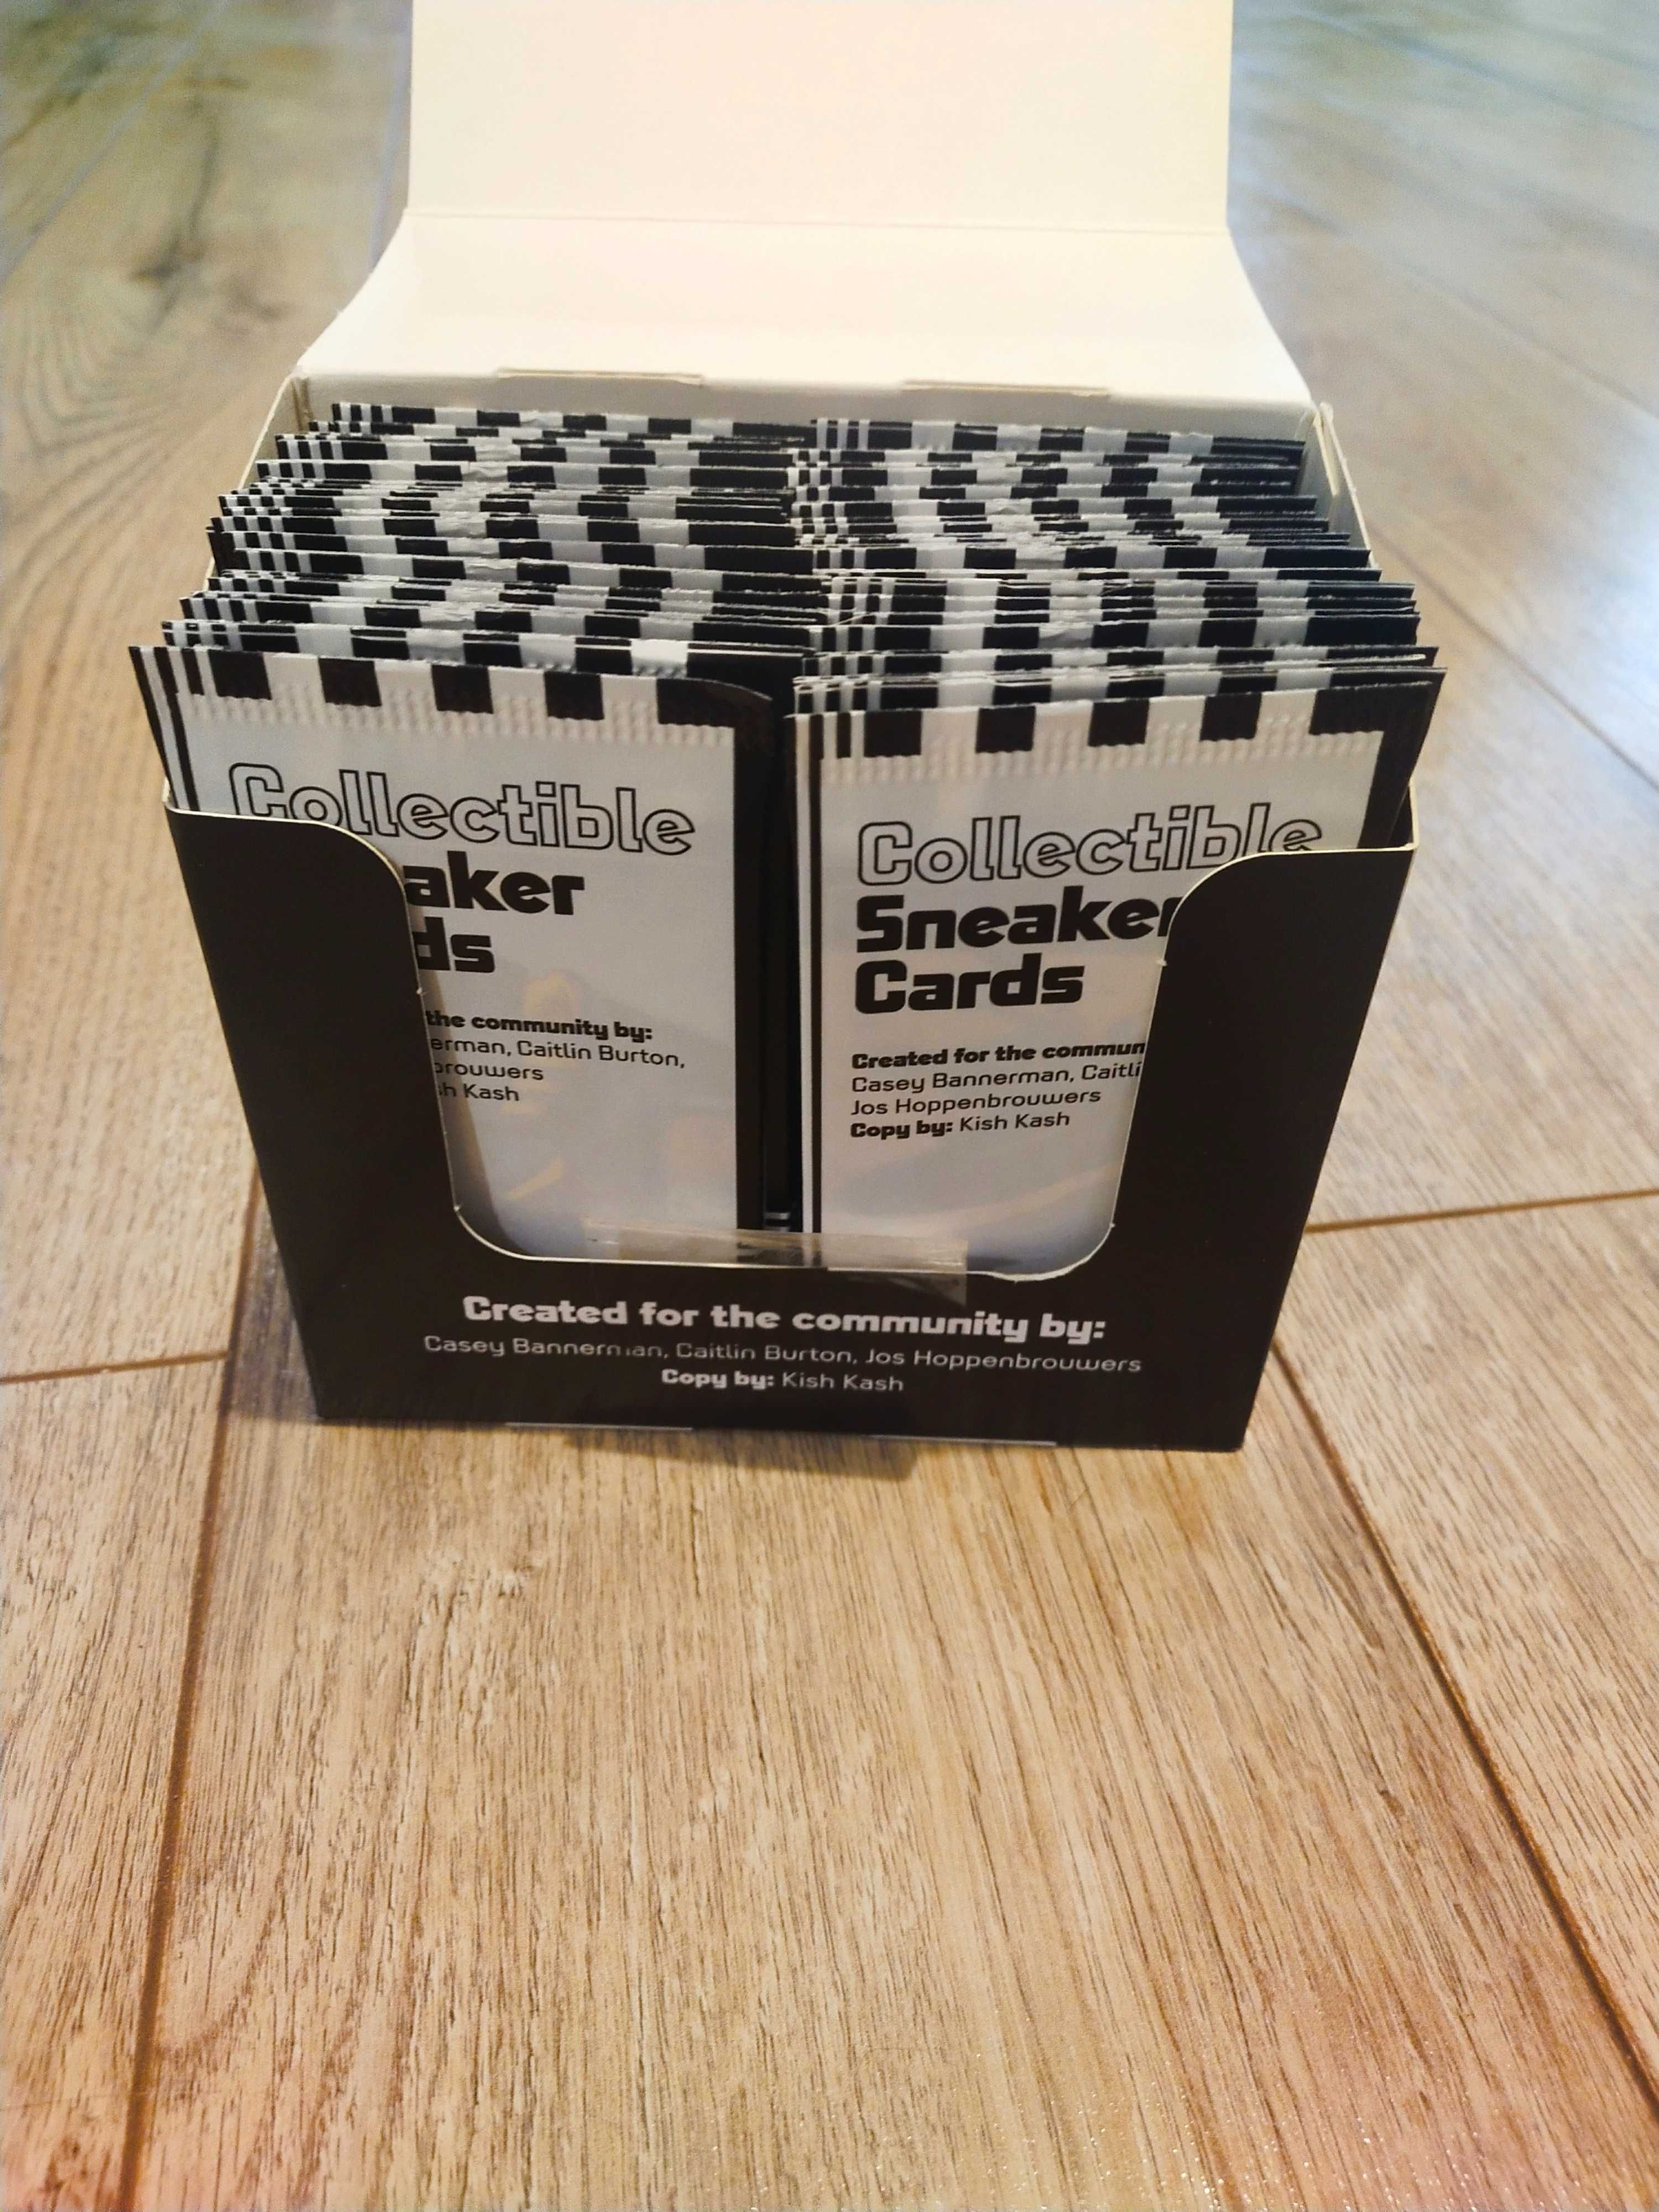 Collectible
aker
ds
the community by:
erman, Caitlin Burton,
brouwers
sh Kash
Collectible
Sneaker
Cards
Created for the commun
Casey Bannerman, Caitli
Jos Hoppenbrouwers
Copy by: Kish Kash
Created for the community by:
Casey Bannerman, Caitlin Burton, Jos Hoppenbrouwers
Copy by: Kish Kash